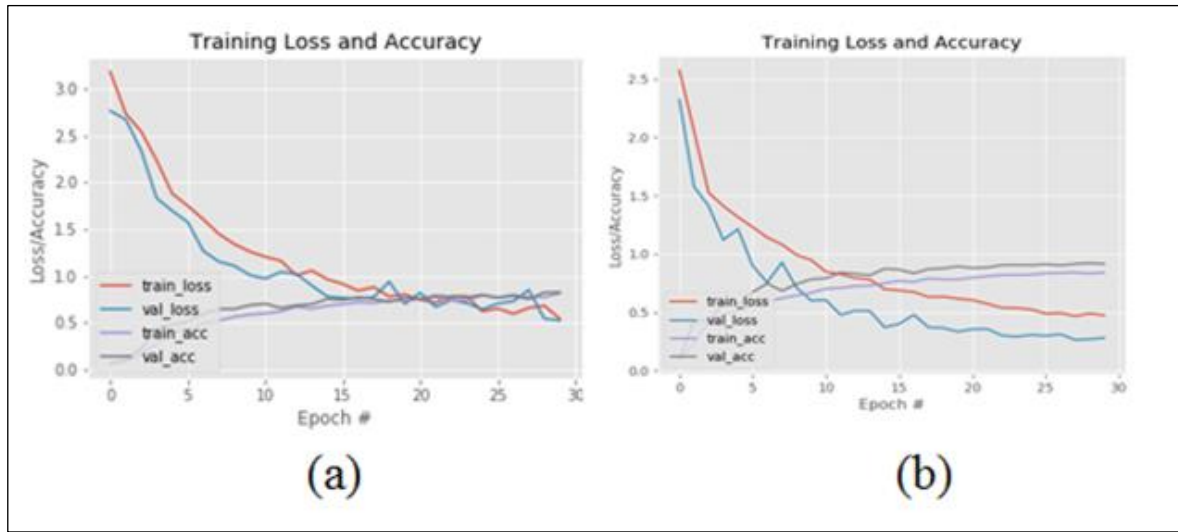 Training Loss and Accuracy
Loss/Accuracy
3.0
2.5
2.0
1.5
1.0
0.5
0.0
train_loss
val_loss
train_acc
val_acc
0 5 10 15 20 25 30
Epoch #
(a)
Training Loss and Accuracy
Loss/Accuracy
2.5
2.0
1.5
1.0
0.5
0.0
train_loss
val_loss
train_acc
val_acc
0 5 10 15 20 25 30
Epoch #
(b)